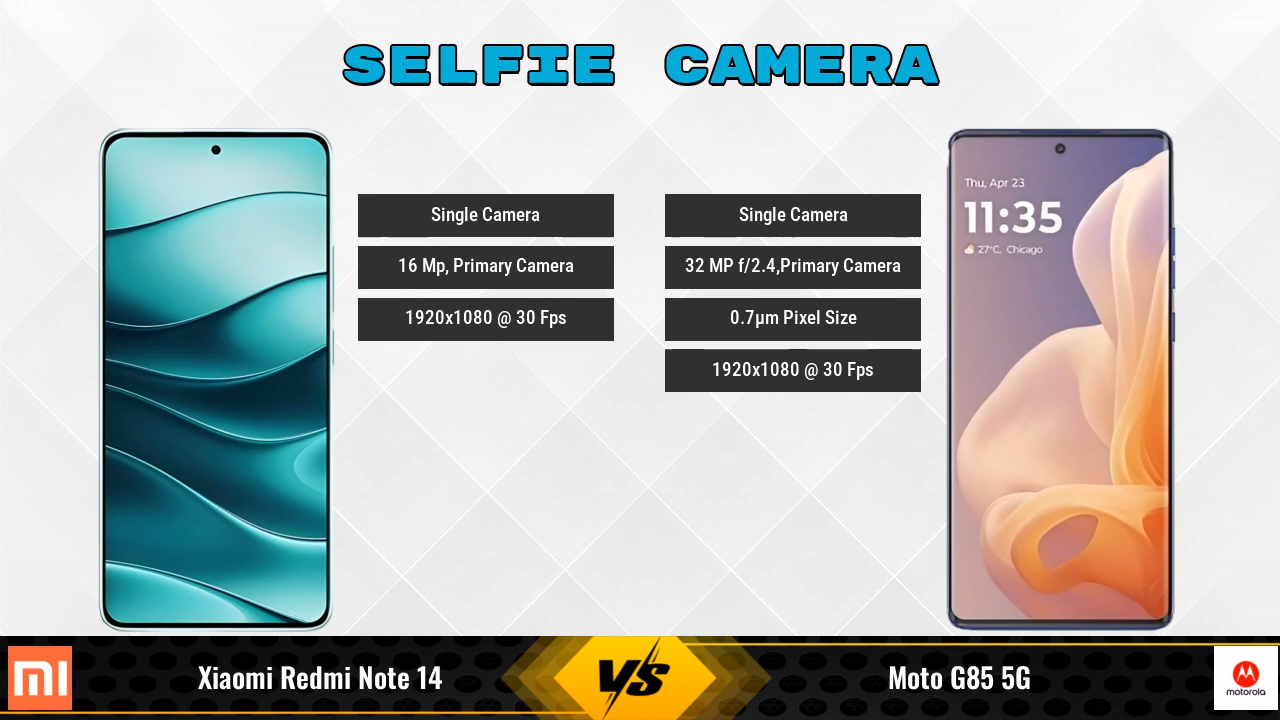 SELFIE CAMERA
Single Camera
16 Mp, Primary Camera
1920x1080 @ 30 Fps
Single Camera
32 MP f/2.4,Primary Camera
0.7µm Pixel Size
1920x1080 @ 30 Fps
Thu, Apr 23
11:35
27°C, Chicago
mi
Xiaomi Redmi Note 14
VS
Moto G85 5G
motorola